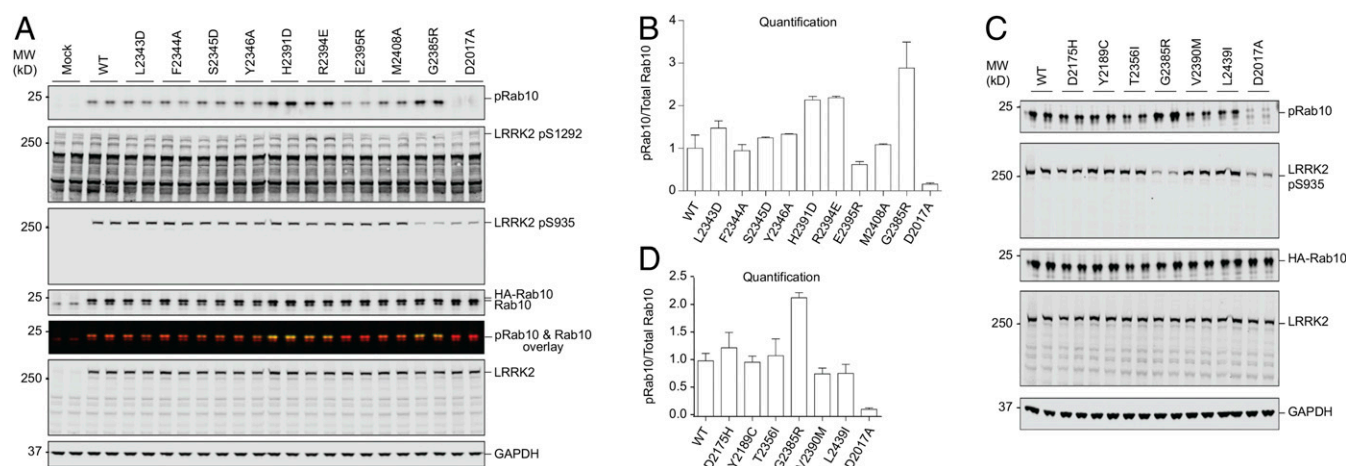 A
MW
(kD)
Mock
WT
L2343D
F2344A
S2345D
Y2346A
H2391D
R2394E
E2395R
M2408A
G2385R
D2017A
25
pRab10
LRRK2 pS1292
250
LRRK2 pS935
250
25
HA-Rab10
Rab10
25
pRab10 & Rab10
overlay
LRRK2
250
37
GAPDH
B
Quantification
pRab10/Total Rab10
4
3
2
1
0
WT
L2343D
F2344A
S2345D
Y2346A
H2391D
R2394E
E2395R
M2408A
G2385R
D2017A
D
Quantification
pRab10/Total Rab10
2.5
2.0
1.5
1.0
0.5
0.0
WT
D2175H
Y2189C
T2356I
G2385R
V2390M
L2439I
D2017A
C
MW
(kD)
WT
D2175H
Y2189C
T2356I
G2385R
V2390M
L2439I
D2017A
25
pRab10
250
LRRK2
pS935
25
HA-Rab10
LRRK2
250
37
GAPDH